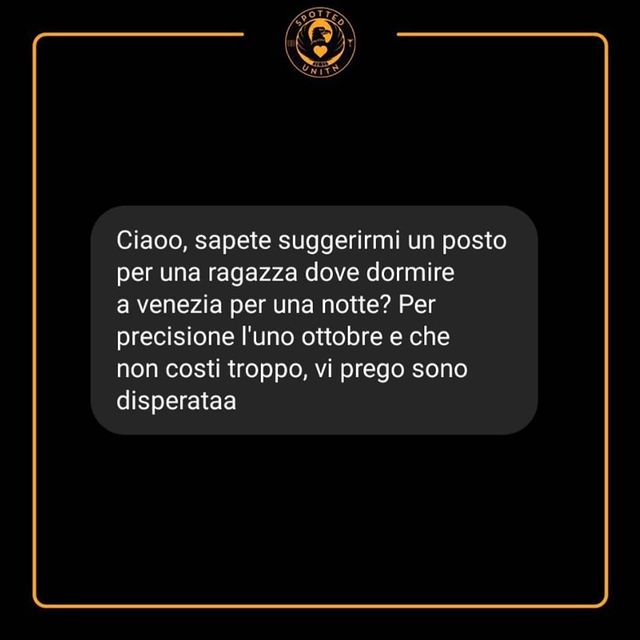 SPOTTED
UNITN
Ciaoo, sapete suggerirmi un posto
per una ragazza dove dormire
a venezia per una notte? Per
precisione l'uno ottobre e che
non costi troppo, vi prego sono
disperataa